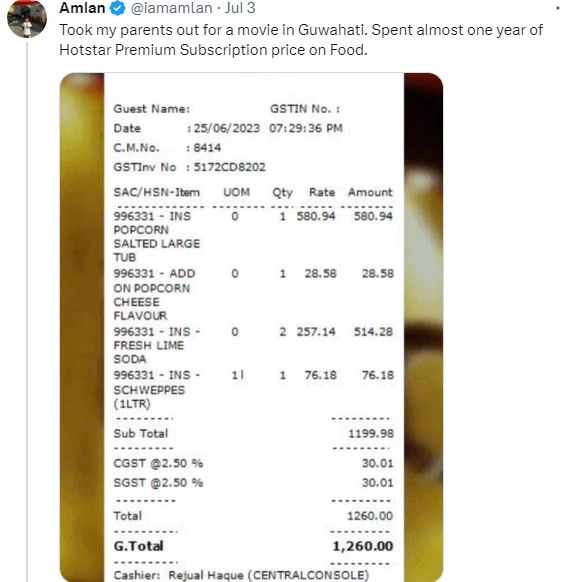 Amlan @iamamlan · Jul 3
Took my parents out for a movie in Guwahati. Spent almost one year of
Hotstar Premium Subscription price on Food.
Guest Name: GSTIN No. :
Date : 25/06/2023 07:29:36 PM
C.M.No. : 8414
GSTInv No : 5172CD8202
SAC/HSN-Item UOM Qty Rate Amount
996331 - INS 0 1 580.94 580.94
POPCORN
SALTED LARGE
TUB
996331 - ADD 0 1 28.58 28.58
ON POPCORN
CHEESE
FLAVOUR
996331 - INS - 0 2 257.14 514.28
FRESH LIME
SODA
996331 - INS - 1l 1 76.18 76.18
SCHWEPPES
(1LTR)
Sub Total 1199.98
CGST @2.50 % 30.01
SGST @2.50 % 30.01
Total 1260.00
G.Total 1,260.00
Cashier: Rejual Haque (CENTRALCONSOLE)